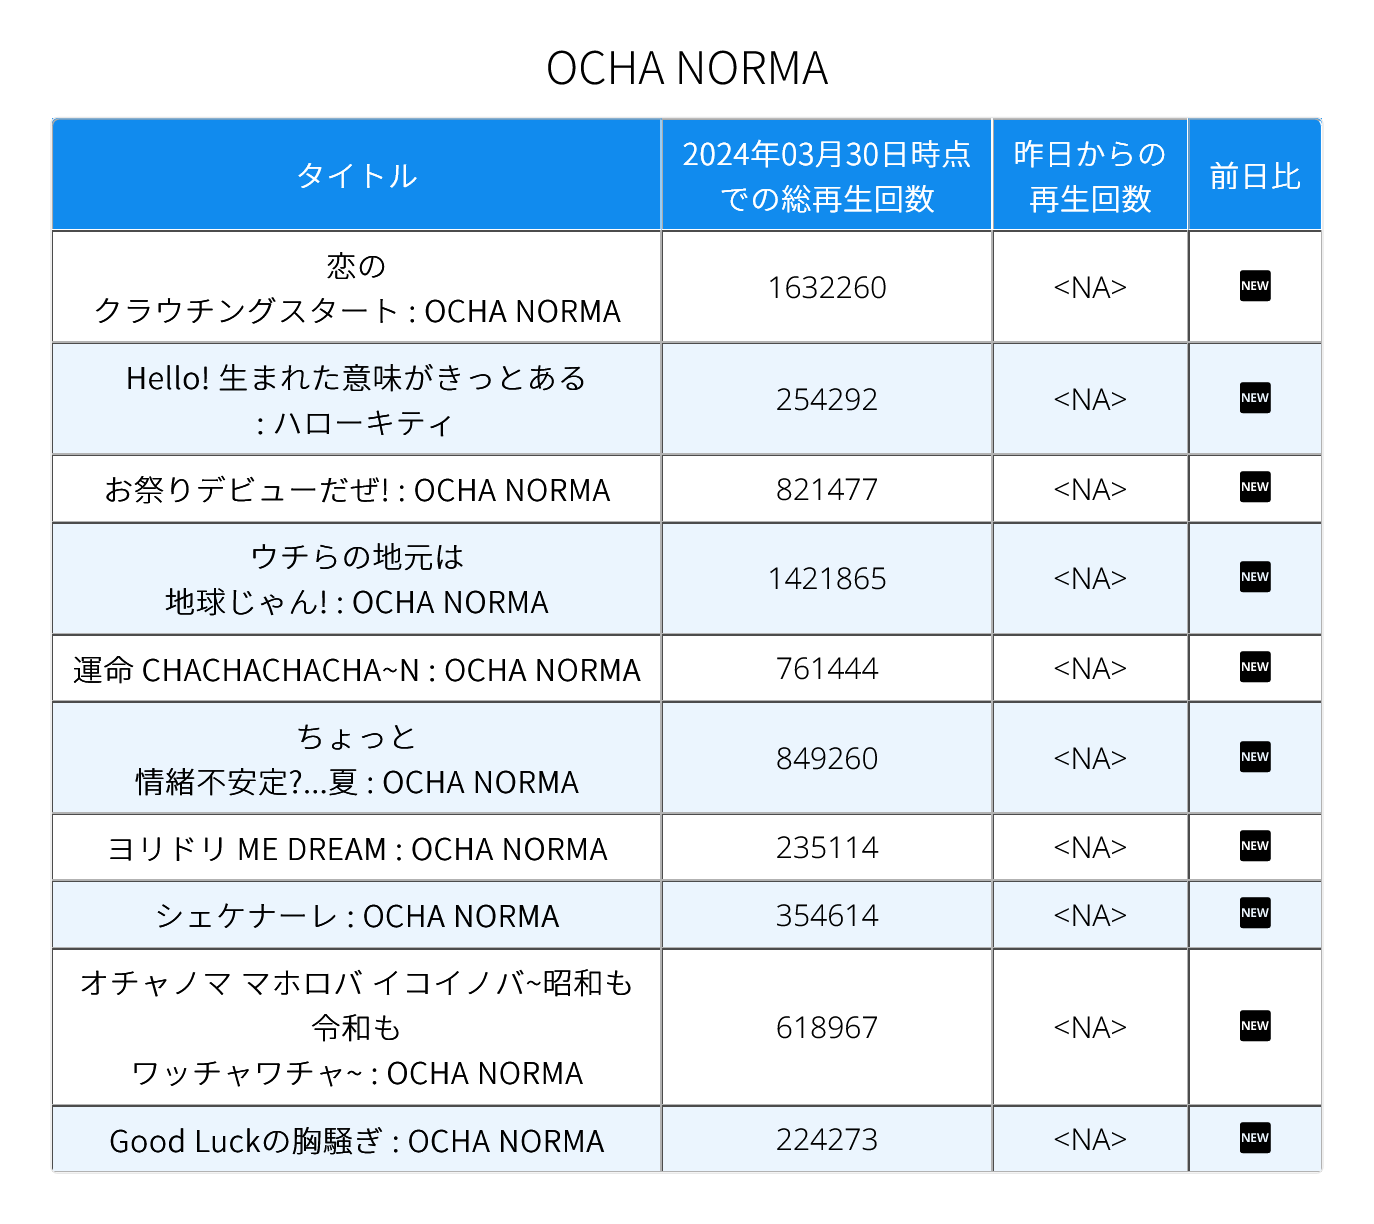 OCHA NORMA
タイトル
2024年03月30日時点
での総再生回数
昨日からの
再生回数
前日比
恋の
クラウチングスタート : OCHA NORMA
1632260
<NA>
NEW
Hello! 生まれた意味がきっとある
: ハローキティ
254292
<NA>
NEW
お祭りデビューだぜ! : OCHA NORMA
821477
<NA>
NEW
ウチらの地元は
地球じゃん! : OCHA NORMA
1421865
<NA>
NEW
運命 CHACHACHACHA~N : OCHA NORMA
761444
<NA>
NEW
ちょっと
情緒不安定?...夏 : OCHA NORMA
849260
<NA>
NEW
ヨリドリ ME DREAM : OCHA NORMA
235114
<NA>
NEW
シェケナーレ : OCHA NORMA
354614
<NA>
NEW
オチャノマ マホロバ イコイノバ~昭和も
令和も
ワッチャワチャ~ : OCHA NORMA
618967
<NA>
NEW
Good Luckの胸騒ぎ : OCHA NORMA
224273
<NA>
NEW